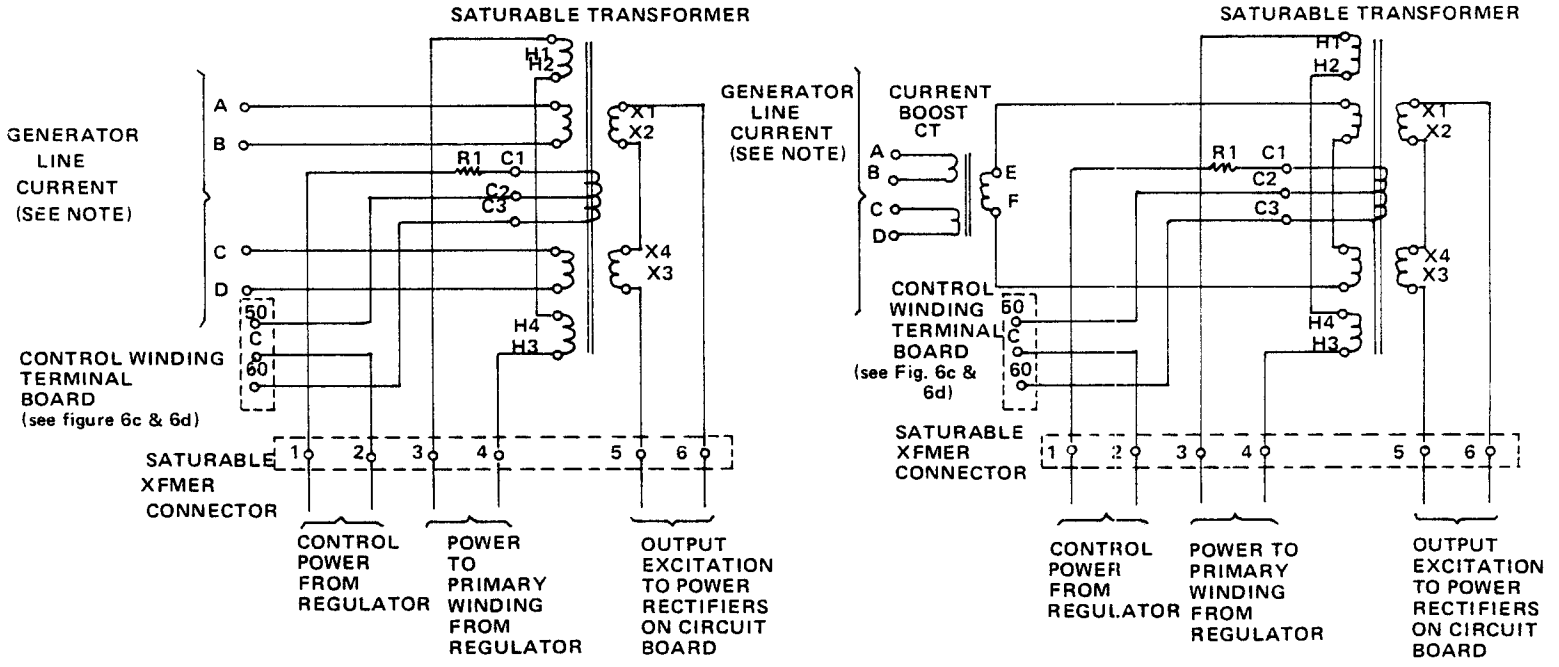 SATURABLE TRANSFORMER
H1
H2
A
B
GENERATOR
LINE
CURRENT
(SEE NOTE)
X1
X2
R1
C1
C2
C3
C
D
X4
X3
50
C
60
H4
H3
CONTROL WINDING
TERMINAL
BOARD
(see figure 6c & 6d)
SATURABLE
XFMER
CONNECTOR
1
2
3
4
5
6
CONTROL
POWER
FROM
REGULATOR
POWER
TO
PRIMARY
WINDING
FROM
REGULATOR
OUTPUT
EXCITATION
TO POWER
RECTIFIERS
ON CIRCUIT
BOARD
SATURABLE TRANSFORMER
H1
H2
GENERATOR
LINE
CURRENT
(SEE NOTE)
CURRENT
BOOST
CT
A
B
C
D
E
F
X1
X2
R1
C1
C2
C3
X4
X3
CONTROL
WINDING
TERMINAL
BOARD
(see Fig. 6c &
6d)
50
C
60
H4
H3
SATURABLE
XFMER
CONNECTOR
1
2
3
4
5
6
CONTROL
POWER
FROM
REGULATOR
POWER TO
PRIMARY
WINDING
FROM
REGULATOR
OUTPUT
EXCITATION
TO POWER
RECTIFIERS
ON CIRCUIT
BOARD